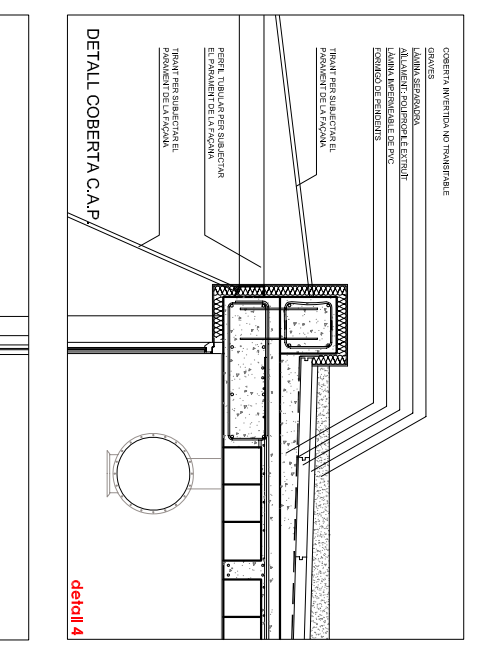 COBERTA INVERTIDA NO TRANSITABLE
GRAVES
LÀMINA SEPARADRA
AÏLLAMENT: POLIPROPILÈ EXTRUÏT
LÀMINA IMPERMEABLE DE PVC
FORMIGÓ DE PENDENTS
TIRANT PER SUBJECTAR EL
PARAMENT DE LA FAÇANA
PERFIL TUBULAR PER SUBJECTAR
EL PARAMENT DE LA FAÇANA
TIRANT PER SUBJECTAR EL
PARAMENT DE LA FAÇANA
DETALL COBERTA C.A.P.
detall 4